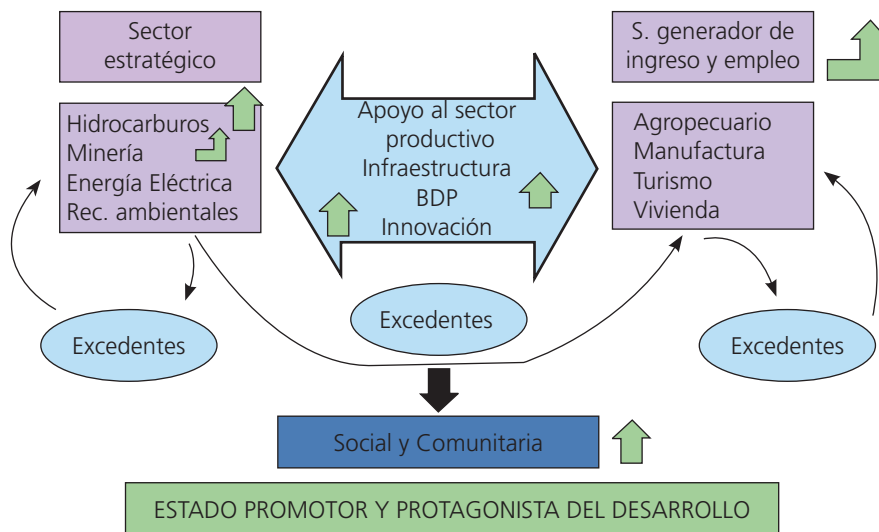 Sector
estratégico
S. generador de
ingreso y empleo
Hidrocarburos
Minería
Energía Eléctrica
Rec. ambientales
Apoyo al sector
productivo
Infraestructura
BDP
Innovación
Agropecuario
Manufactura
Turismo
Vivienda
Excedentes
Excedentes
Excedentes
Social y Comunitaria
ESTADO PROMOTOR Y PROTAGONISTA DEL DESARROLLO